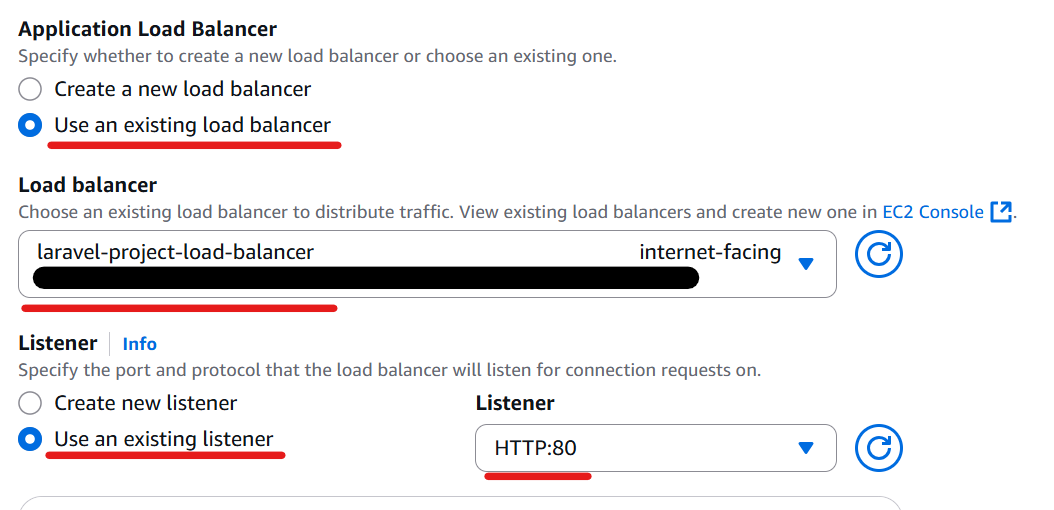 Application Load Balancer
Specify whether to create a new load balancer or choose an existing one.
Create a new load balancer
Use an existing load balancer
Load balancer
Choose an existing load balancer to distribute traffic. View existing load balancers and create new one in EC2 Console.
laravel-project-load-balancer internet-facing
Listener Info
Specify the port and protocol that the load balancer will listen for connection requests on.
Create new listener Listener
Use an existing listener HTTP:80